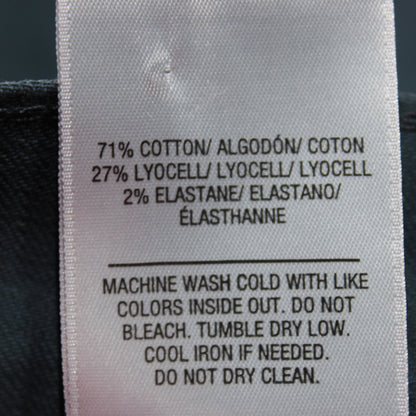 71% COTTON/ ALGODÓN/ COTON
27% LYOCELL/ LYOCELL/ LYOCELL
2% ELASTANE/ ELASTANO/
ÉLASTHANNE
MACHINE WASH COLD WITH LIKE
COLORS INSIDE OUT. DO NOT
BLEACH. TUMBLE DRY LOW.
COOL IRON IF NEEDED.
DO NOT DRY CLEAN.